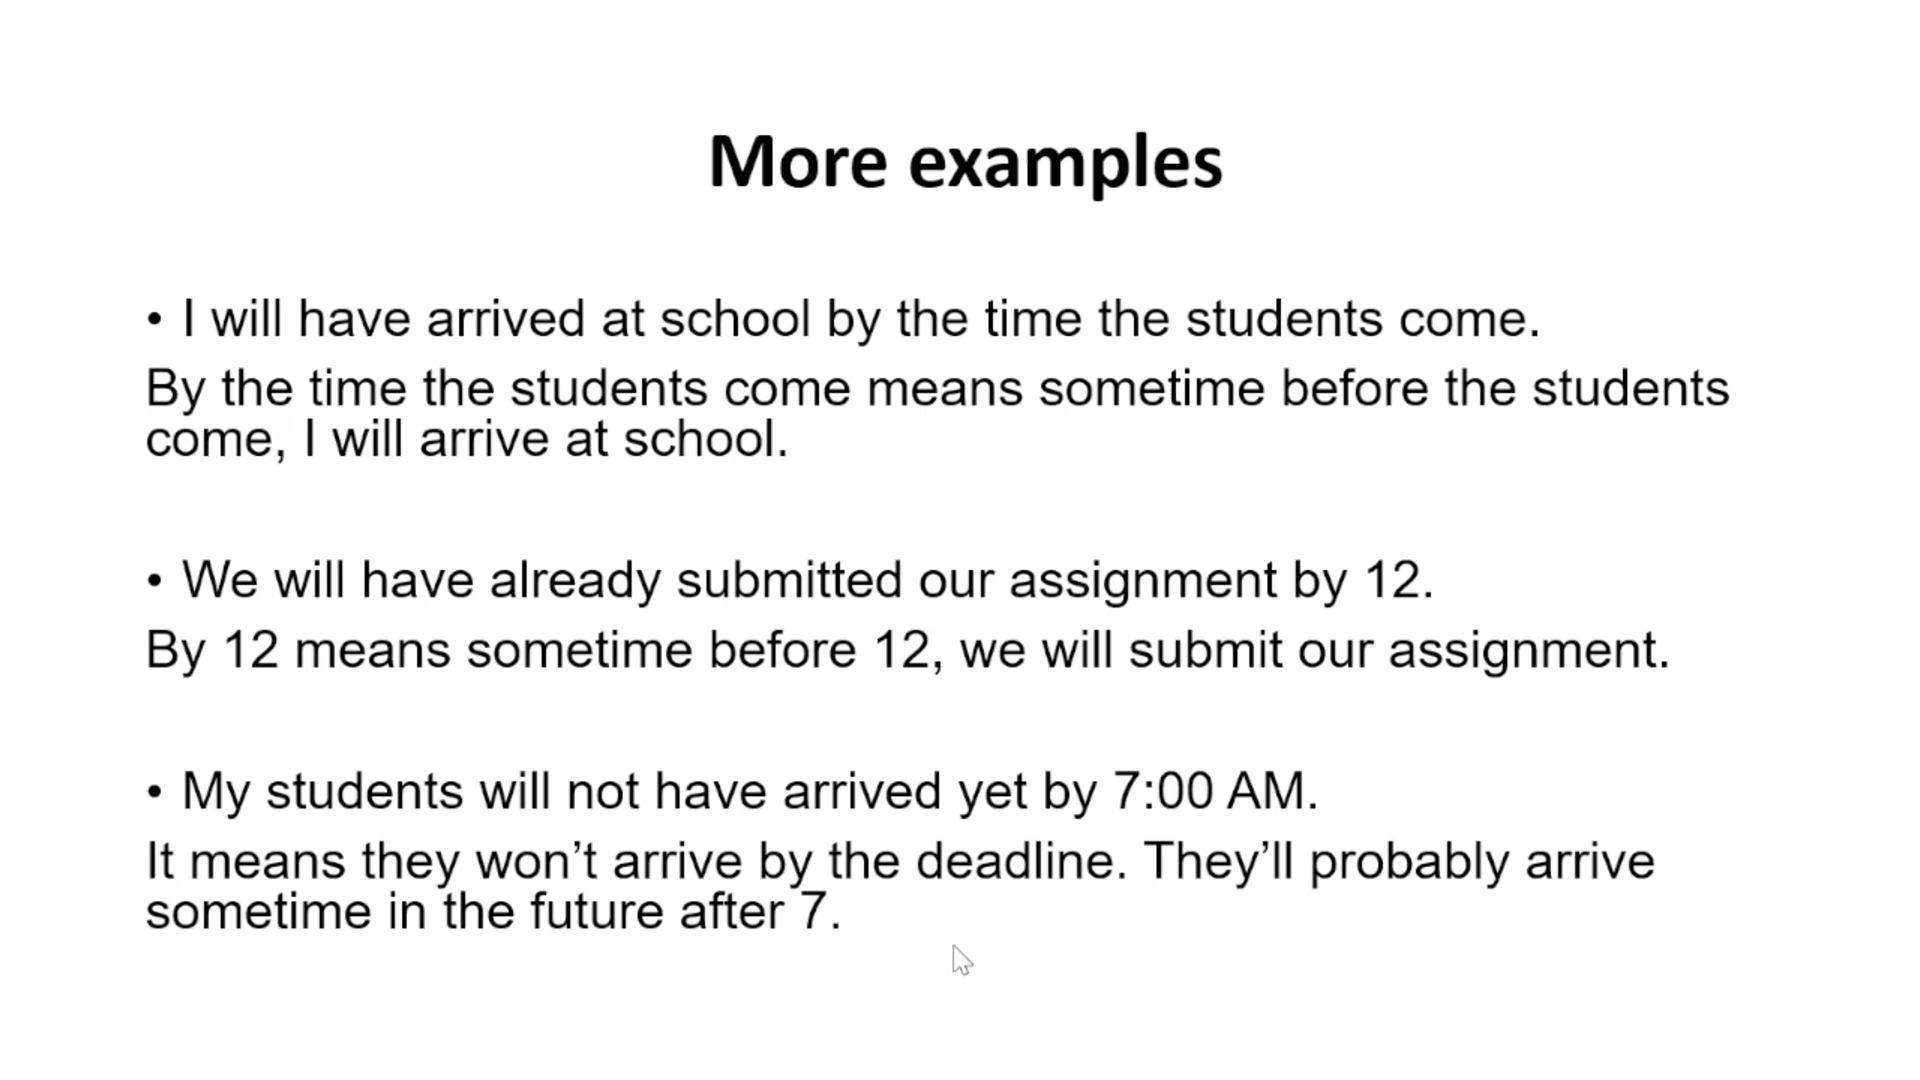 More examples
• I will have arrived at school by the time the students come.
By the time the students come means sometime before the students
come, I will arrive at school.
• We will have already submitted our assignment by 12.
By 12 means sometime before 12, we will submit our assignment.
• My students will not have arrived yet by 7:00 AM.
It means they won’t arrive by the deadline. They’ll probably arrive
sometime in the future after 7.